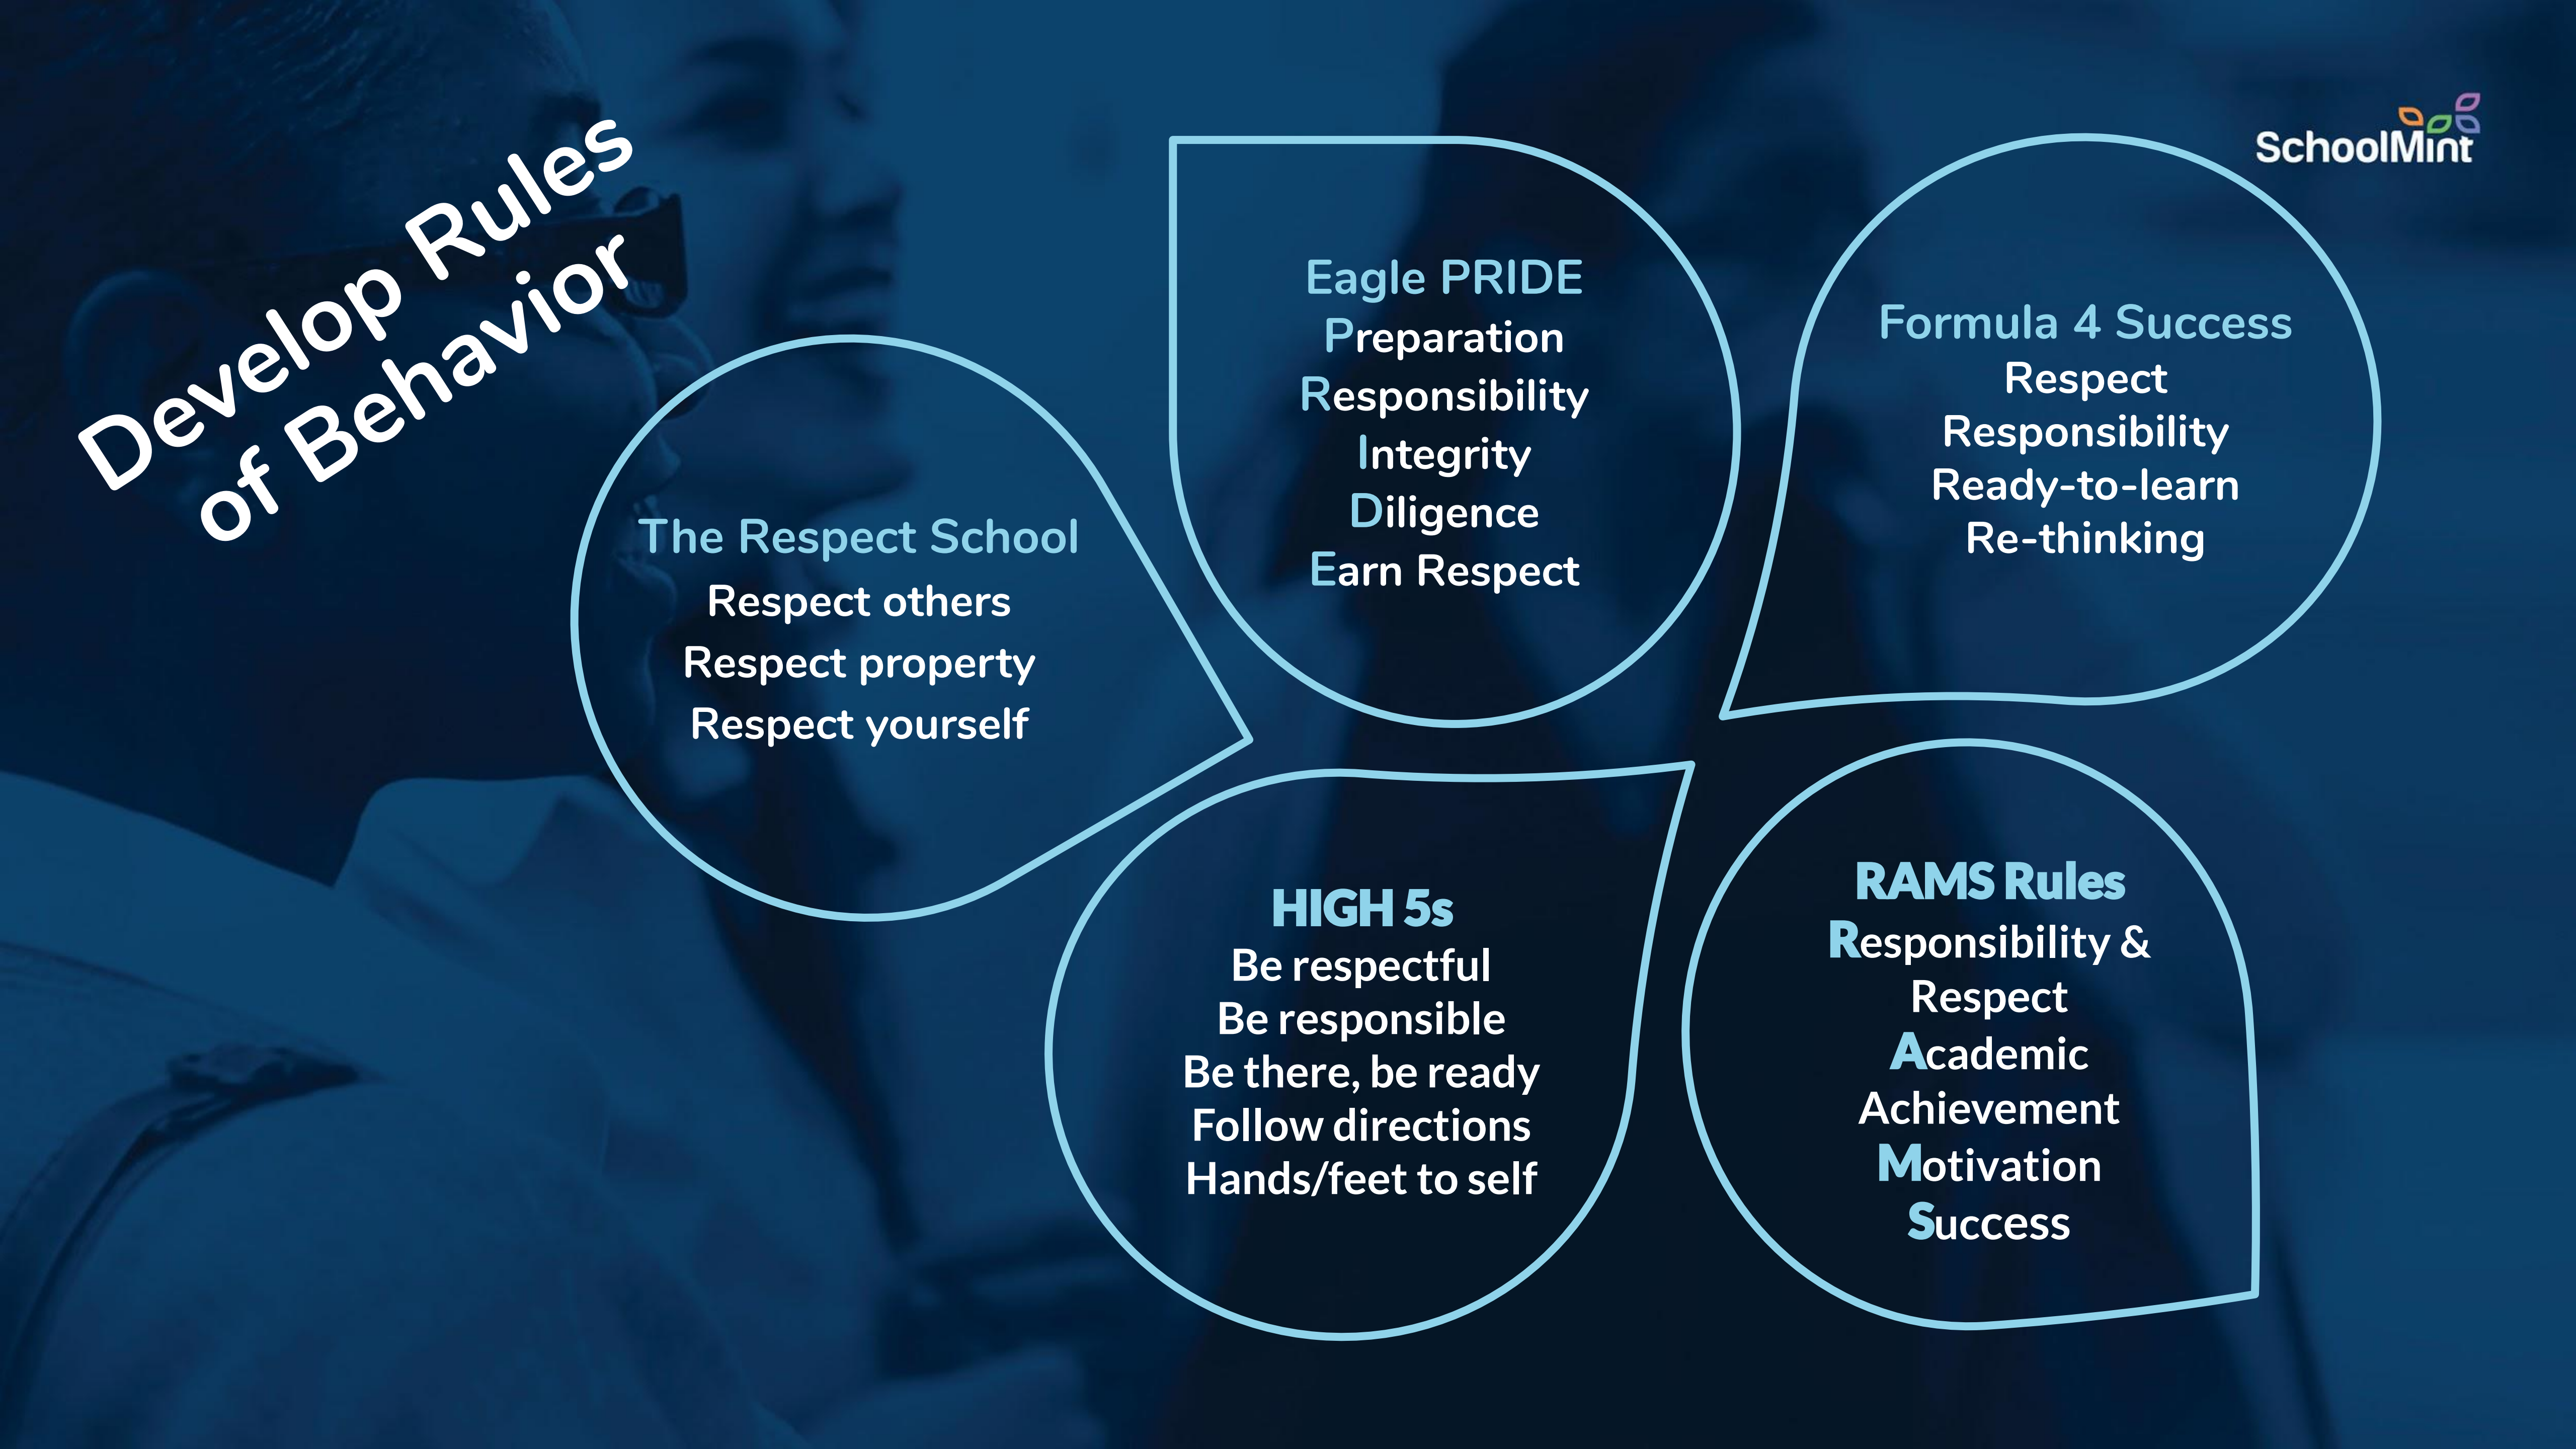 Develop Rules
of Behavior
SchoolMint
The Respect School
Respect others
Respect property
Respect yourself
Eagle PRIDE
Preparation
Responsibility
Integrity
Diligence
Earn Respect
Formula 4 Success
Respect
Responsibility
Ready-to-learn
Re-thinking
HIGH 5s
Be respectful
Be responsible
Be there, be ready
Follow directions
Hands/feet to self
RAMS Rules
Responsibility &
Respect
Academic
Achievement
Motivation
Success